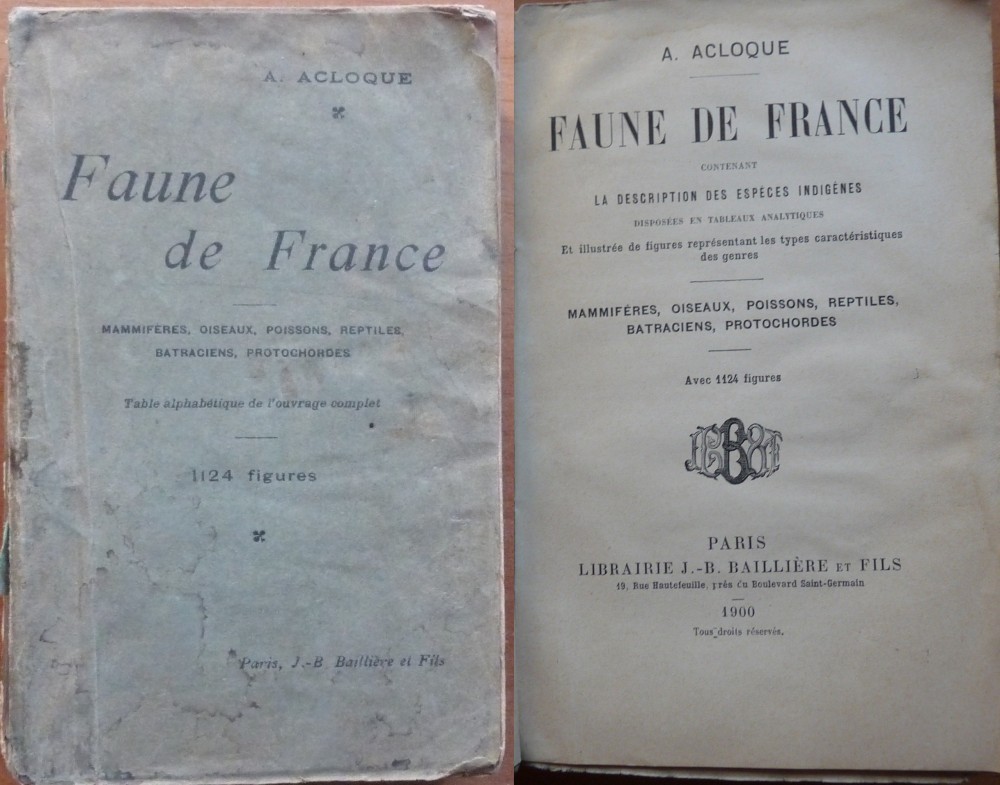 A. ACLOQUE
Faune
de France
MAMMIFÈRES, OISEAUX, POISSONS, REPTILES,
BATRACIENS, PROTOCHORDES
Table alphabétique de l'ouvrage complet
1124 figures
Paris, J.-B. Baillière et Fils
A. ACLOQUE
FAUNE DE FRANCE
CONTENANT
LA DESCRIPTION DES ESPÈCES INDIGÈNES
DISPOSÉES EN TABLEAUX ANALYTIQUES
Et illustrée de figures représentant les types caractéristiques
des genres
MAMMIFÈRES, OISEAUX, POISSONS, REPTILES,
BATRACIENS, PROTOCHORDES
Avec 1124 figures
PARIS
LIBRAIRIE J.-B. BAILLIÈRE ET FILS
19, Rue Hautefeuille, près du Boulevard Saint-Germain
1900
Tous droits réservés.